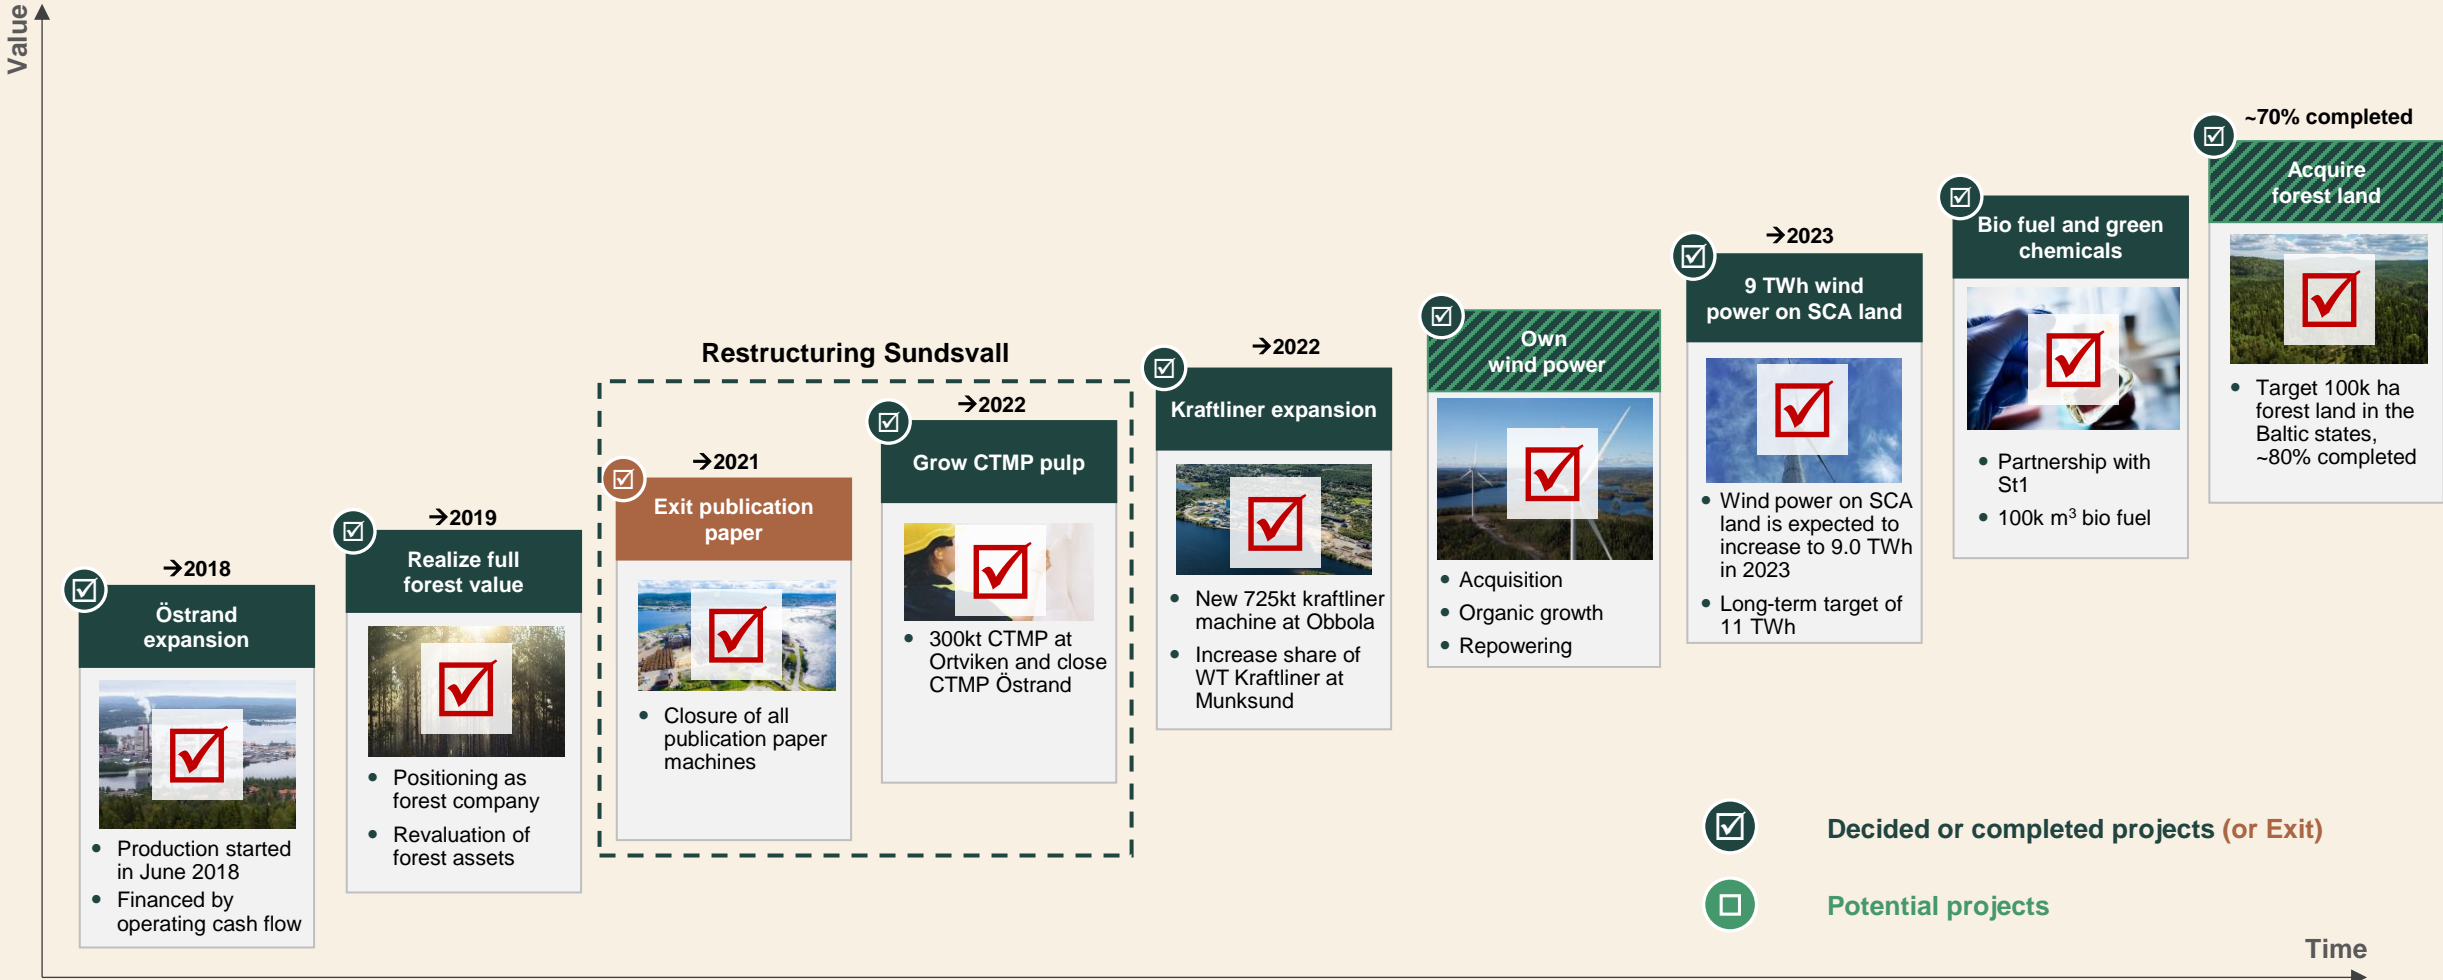 Value
→2018
Östrand
expansion
• Production started
in June 2018
• Financed by
operating cash flow
→2019
Realize full
forest value
• Positioning as
forest company
• Revaluation of
forest assets
Restructuring Sundsvall
→2021
Exit publication
paper
• Closure of all
publication paper
machines
→2022
Grow CTMP pulp
• 300kt CTMP at
Ortviken and close
CTMP Östrand
→2022
Kraftliner expansion
• New 725kt kraftliner
machine at Obbola
• Increase share of
WT Kraftliner at
Munksund
Own
wind power
• Acquisition
• Organic growth
• Repowering
→2023
9 TWh wind
power on SCA land
• Wind power on SCA
land is expected to
increase to 9.0 TWh
in 2023
• Long-term target of
11 TWh
Bio fuel and green
chemicals
• Partnership with
St1
• 100k m³ bio fuel
~70% completed
Acquire
forest land
• Target 100k ha
forest land in the
Baltic states,
~80% completed
Decided or completed projects (or Exit)
Potential projects
Time